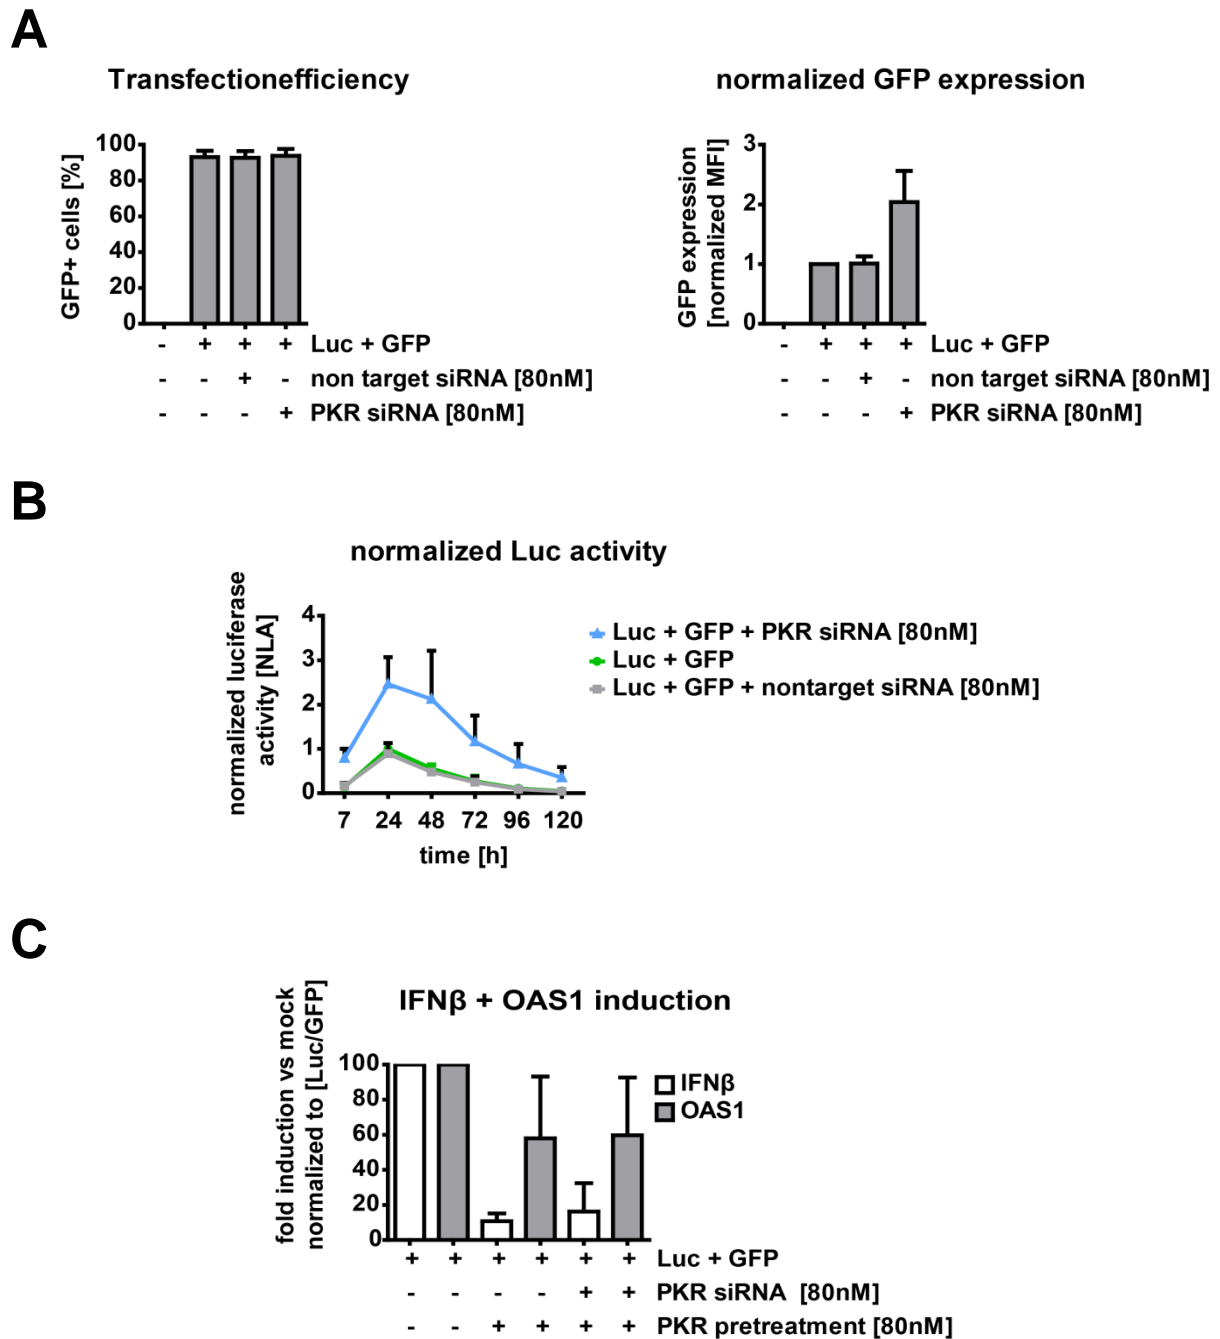 A
Transfectionefficiency
GFP+ cells [%]
100
80
60
40
20
0
- + + + Luc + GFP
- - + - non target siRNA [80nM]
- - - + PKR siRNA [80nM]
normalized GFP expression
GFP expression
[normalized MFI]
3
2
1
0
- + + + Luc + GFP
- - + - non target siRNA [80nM]
- - - + PKR siRNA [80nM]
B
normalized Luc activity
normalized luciferase
activity [NLA]
4
3
2
1
0
7 24 48 72 96 120
time [h]
Luc + GFP + PKR siRNA [80nM]
Luc + GFP
Luc + GFP + nontarget siRNA [80nM]
C
IFNβ + OAS1 induction
fold induction vs mock
normalized to [Luc/GFP]
100
80
60
40
20
0
IFNβ
OAS1
+ + + + + + Luc + GFP
- - - - + + PKR siRNA [80nM]
- - + + + + PKR pretreatment [80nM]